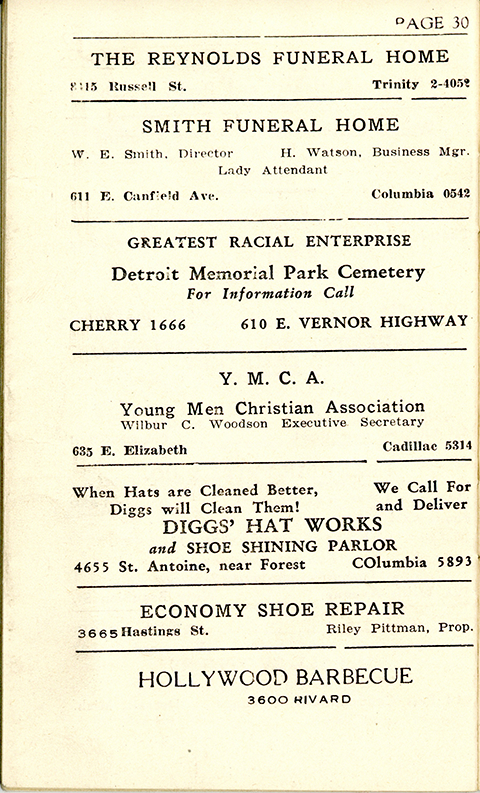 PAGE 30
THE REYNOLDS FUNERAL HOME
8315 Russell St. Trinity 2-4052
SMITH FUNERAL HOME
W. E. Smith, Director H. Watson, Business Mgr.
Lady Attendant
611 E. Canfield Ave. Columbia 0542
GREATEST RACIAL ENTERPRISE
Detroit Memorial Park Cemetery
For Information Call
CHERRY 1666 610 E. VERNOR HIGHWAY
Y. M. C. A.
Young Men Christian Association
Wilbur C. Woodson Executive Secretary
635 E. Elizabeth Cadillac 5314
When Hats are Cleaned Better, We Call For
Diggs will Clean Them! and Deliver
DIGGS' HAT WORKS
and SHOE SHINING PARLOR
4655 St. Antoine, near Forest COlumbia 5893
ECONOMY SHOE REPAIR
3665 Hastings St. Riley Pittman, Prop.
HOLLYWOOD BARBECUE
3600 RIVARD